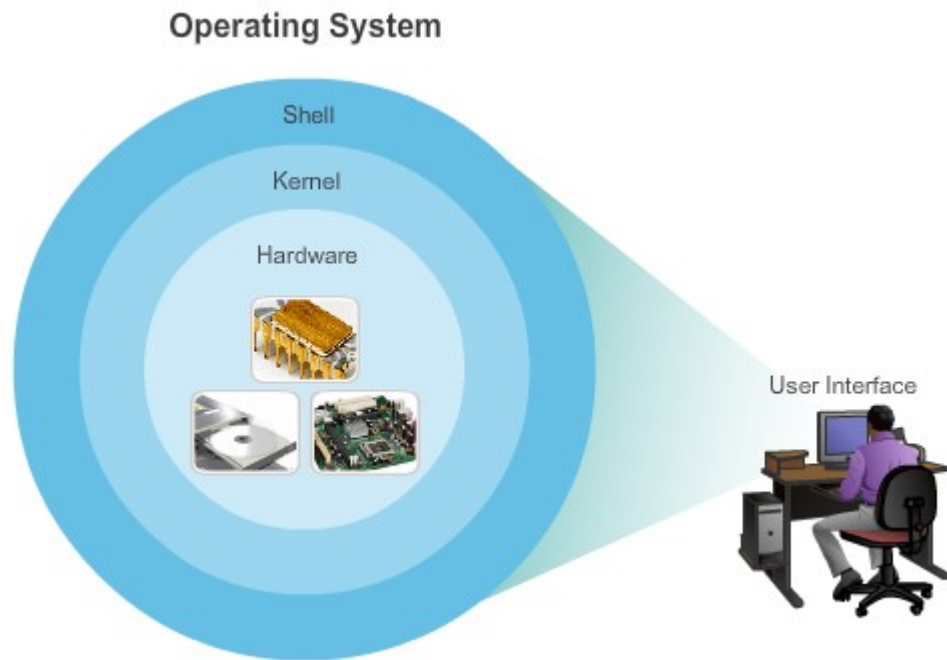 Operating System
Shell
Kernel
Hardware
User Interface